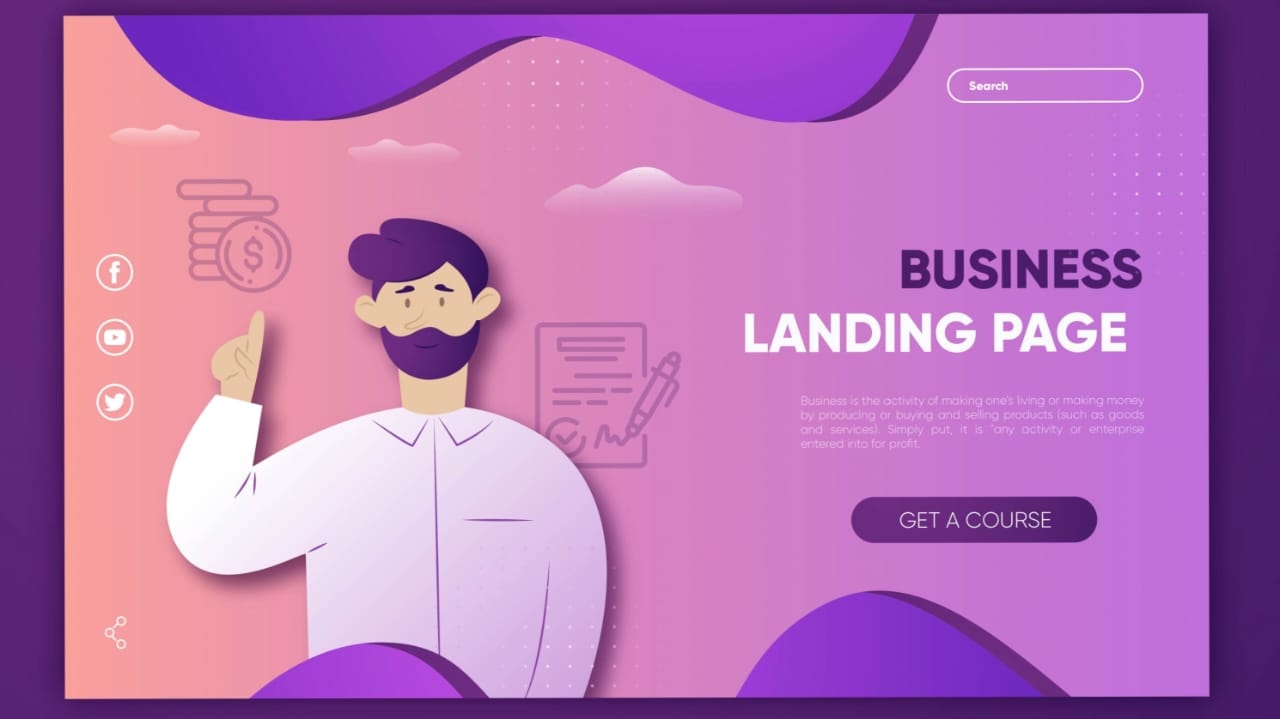 Search
BUSINESS
LANDING PAGE
Business is the activity of making one's living or making money
by producing or buying and selling products (such as goods
and services). Simply put, it is "any activity or enterprise
entered into for profit.
GET A COURSE